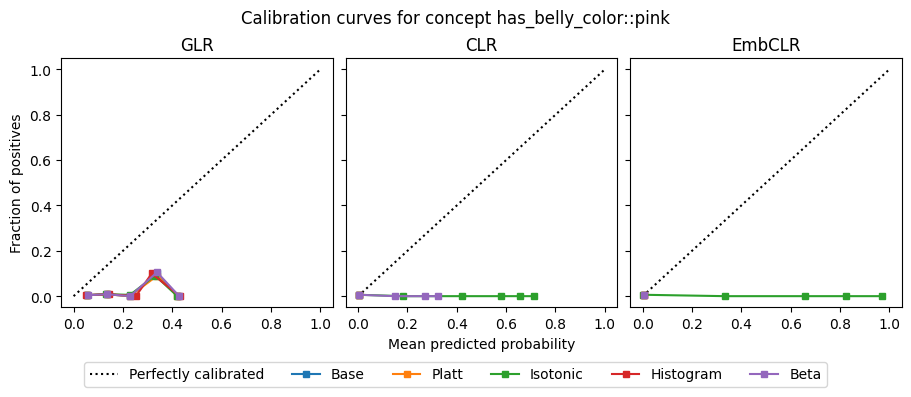 Calibration curves for concept has_belly_color::pink
GLR
CLR
EmbCLR
Fraction of positives
1.0
0.8
0.6
0.4
0.2
0.0
0.0 0.2 0.4 0.6 0.8 1.0
0.0 0.2 0.4 0.6 0.8 1.0
0.0 0.2 0.4 0.6 0.8 1.0
Mean predicted probability
Perfectly calibrated Base Platt Isotonic Histogram Beta